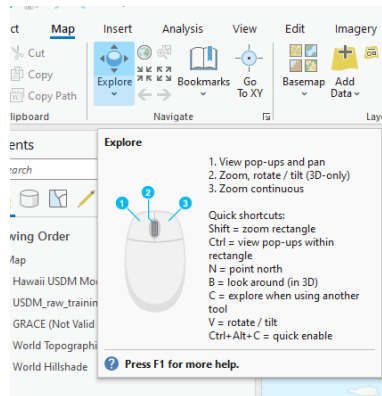 ct Map Insert Analysis View Edit Imagery
Cut
Copy
Copy Path
Explore Bookmarks Go To XY Basemap Add Data
lipboard Navigate Lay
ents
earch
wing Order
Map
Hawaii USDM Mo
USDM_raw_trainin
GRACE (Not Valid
World Topographi
World Hillshade
Explore
1 2 3
1. View pop-ups and pan
2. Zoom, rotate / tilt (3D-only)
3. Zoom continuous
Quick shortcuts:
Shift = zoom rectangle
Ctrl = view pop-ups within
rectangle
N = point north
B = look around (in 3D)
C = explore when using another
tool
V = rotate / tilt
Ctrl+Alt+C = quick enable
? Press F1 for more help.